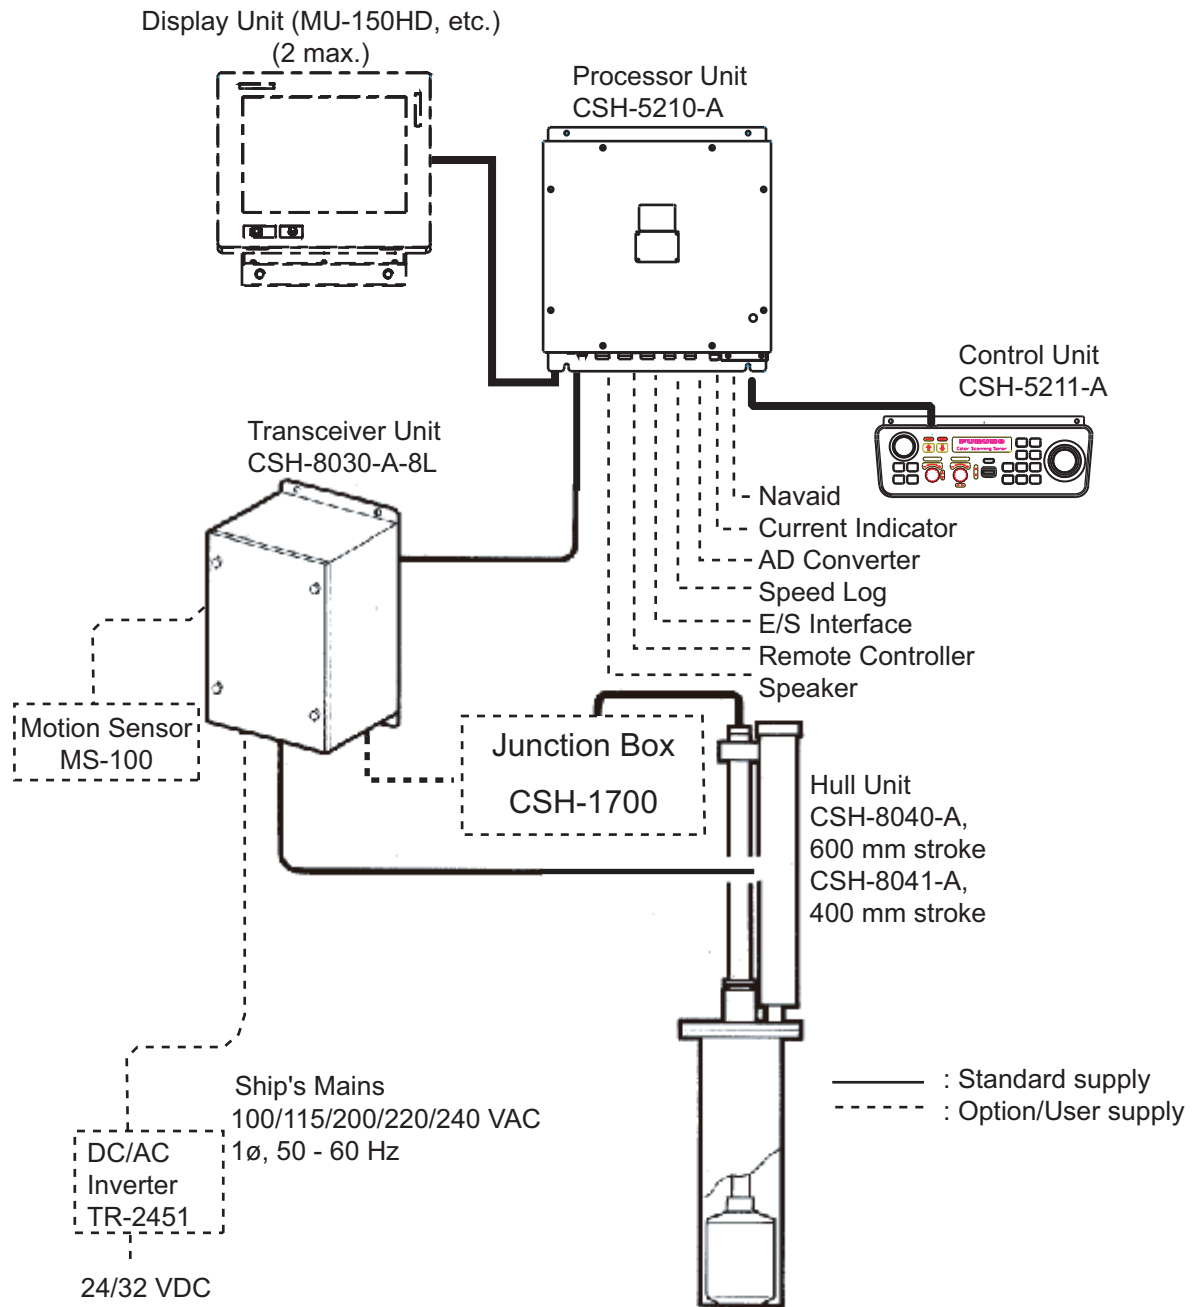 Display Unit (MU-150HD, etc.)
(2 max.)
Processor Unit
CSH-5210-A
Control Unit
CSH-5211-A
FURUNO
Color Scanning Sonar
Transceiver Unit
CSH-8030-A-8L
Navaid
Current Indicator
AD Converter
Speed Log
E/S Interface
Remote Controller
Speaker
Motion Sensor
MS-100
Junction Box
CSH-1700
Hull Unit
CSH-8040-A,
600 mm stroke
CSH-8041-A,
400 mm stroke
Ship's Mains
100/115/200/220/240 VAC
1ø, 50 - 60 Hz
DC/AC
Inverter
TR-2451
24/32 VDC
: Standard supply
: Option/User supply